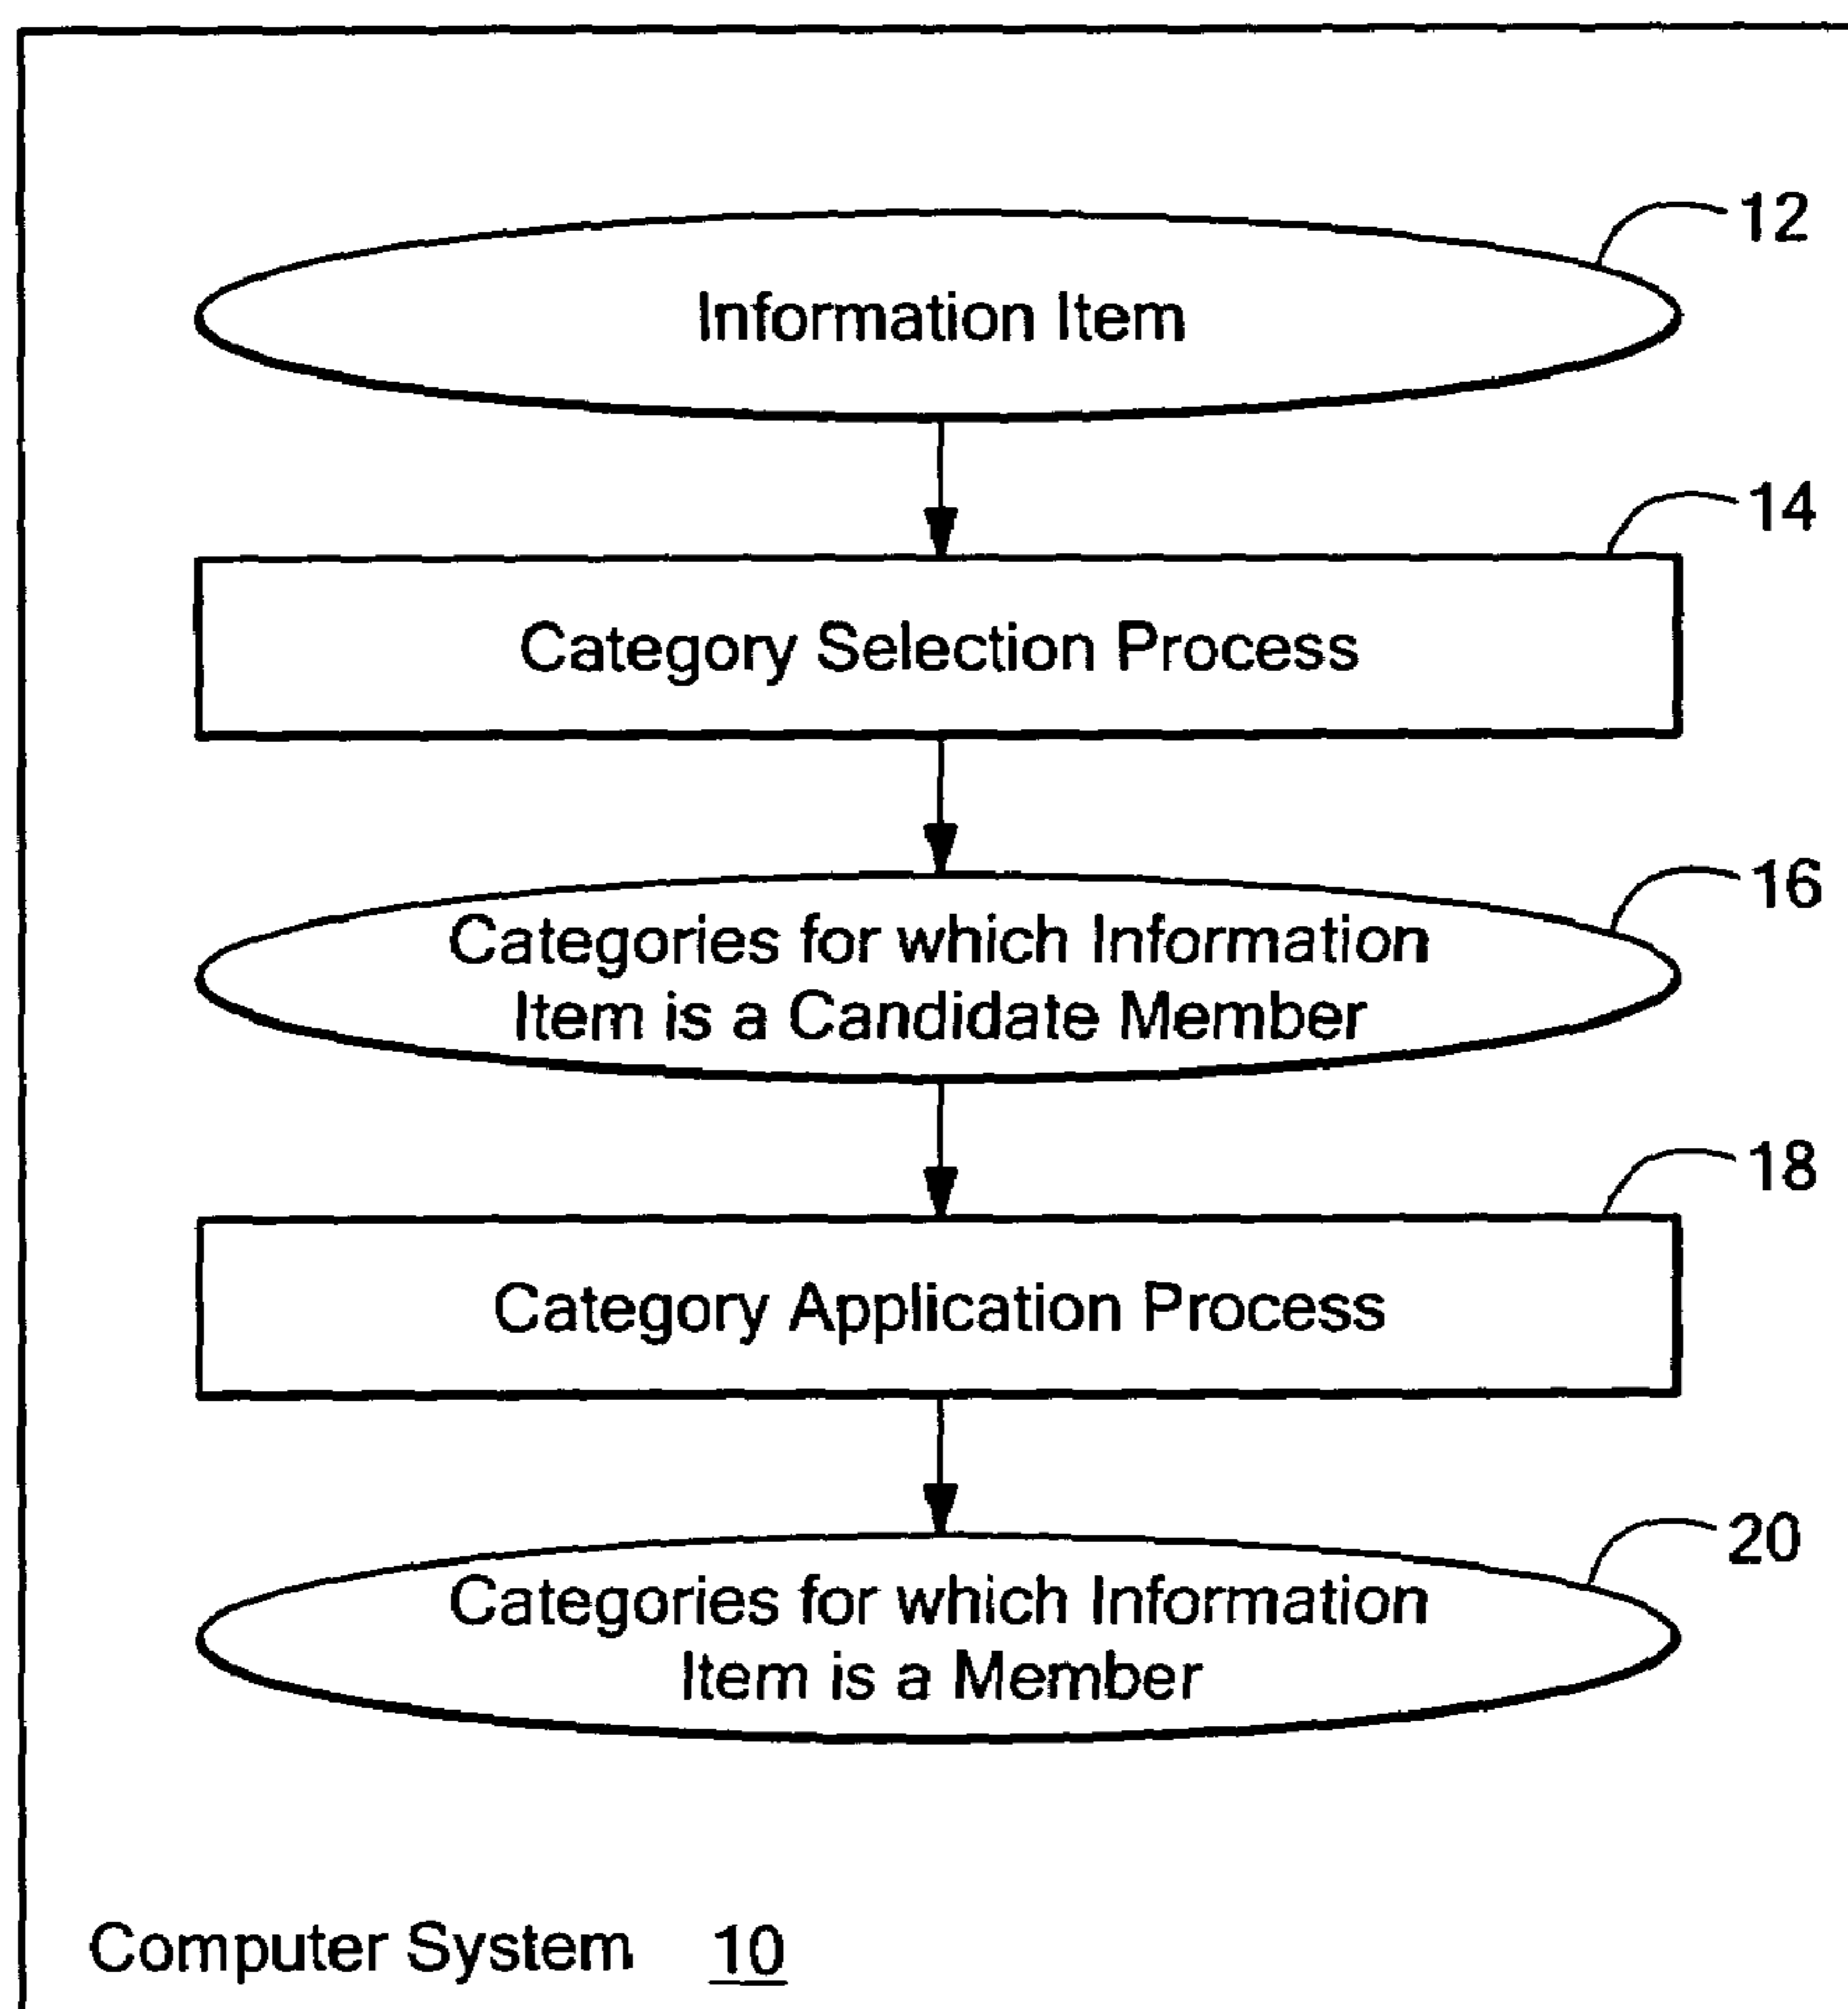 12
Information Item
14
Category Selection Process
16
Categories for which Information
Item is a Candidate Member
18
Category Application Process
20
Categories for which Information
Item is a Member
Computer System 10